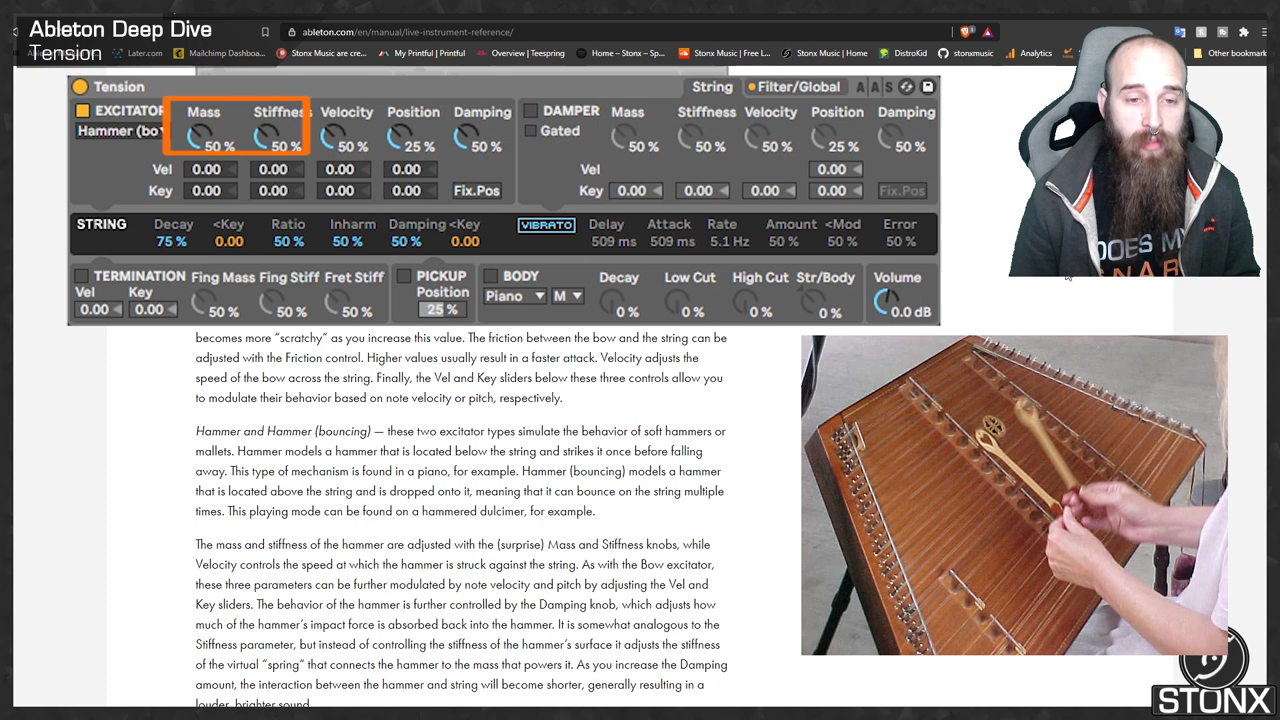 Ableton Deep Dive
Tension
ableton.com/en/manual/live-instrument-reference/
Later.com
Mailchimp Dashboa...
Stonx Music are cre...
My Printful | Printful
Overview | Teespring
Home – Stonx – Sp...
Stonx Music | Free L...
Stonx Music | Home
DistroKid
stonxmusic
Analytics
Other bookmarks
Tension
String
Filter/Global
A A S
EXCITATOR
Mass
Stiffness
Velocity
Position
Damping
Hammer (bo
50 %
50 %
50 %
25 %
50 %
Vel
0.00
0.00
0.00
0.00
Key
0.00
0.00
0.00
0.00
Fix.Pos
DAMPER
Mass
Stiffness
Velocity
Position
Damping
Gated
50 %
50 %
50 %
25 %
50 %
Vel
0.00
Key
0.00
0.00
0.00
0.00
Fix.Pos
STRING
Decay
<Key
Ratio
Inharm
Damping
<Key
75 %
0.00
50 %
50 %
50 %
0.00
VIBRATO
Delay
Attack
Rate
Amount
<Mod
Error
509 ms
509 ms
5.1 Hz
50 %
50 %
50 %
TERMINATION
Fing Mass
Fing Stiff
Fret Stiff
Vel
Key
0.00
0.00
50 %
50 %
50 %
PICKUP
Position
25 %
BODY
Decay
Low Cut
High Cut
Str/Body
Volume
Piano
M
0 %
0 %
0 %
0 %
0.0 dB
DOES MY
becomes more “scratchy” as you increase this value. The friction between the bow and the string can be
adjusted with the Friction control. Higher values usually result in a faster attack. Velocity adjusts the
speed of the bow across the string. Finally, the Vel and Key sliders below these three controls allow you
to modulate their behavior based on note velocity or pitch, respectively.
Hammer and Hammer (bouncing) — these two excitator types simulate the behavior of soft hammers or
mallets. Hammer models a hammer that is located below the string and strikes it once before falling
away. This type of mechanism is found in a piano, for example. Hammer (bouncing) models a hammer
that is located above the string and is dropped onto it, meaning that it can bounce on the string multiple
times. This playing mode can be found on a hammered dulcimer, for example.
The mass and stiffness of the hammer are adjusted with the (surprise) Mass and Stiffness knobs, while
Velocity controls the speed at which the hammer is struck against the string. As with the Bow excitator,
these three parameters can be further modulated by note velocity and pitch by adjusting the Vel and
Key sliders. The behavior of the hammer is further controlled by the Damping knob, which adjusts how
much of the hammer’s impact force is absorbed back into the hammer. It is somewhat analogous to the
Stiffness parameter, but instead of controlling the stiffness of the hammer’s surface it adjusts the stiffness
of the virtual “spring” that connects the hammer to the mass that powers it. As you increase the Damping
amount, the interaction between the hammer and string will become shorter, generally resulting in a
louder, brighter sound
STONX